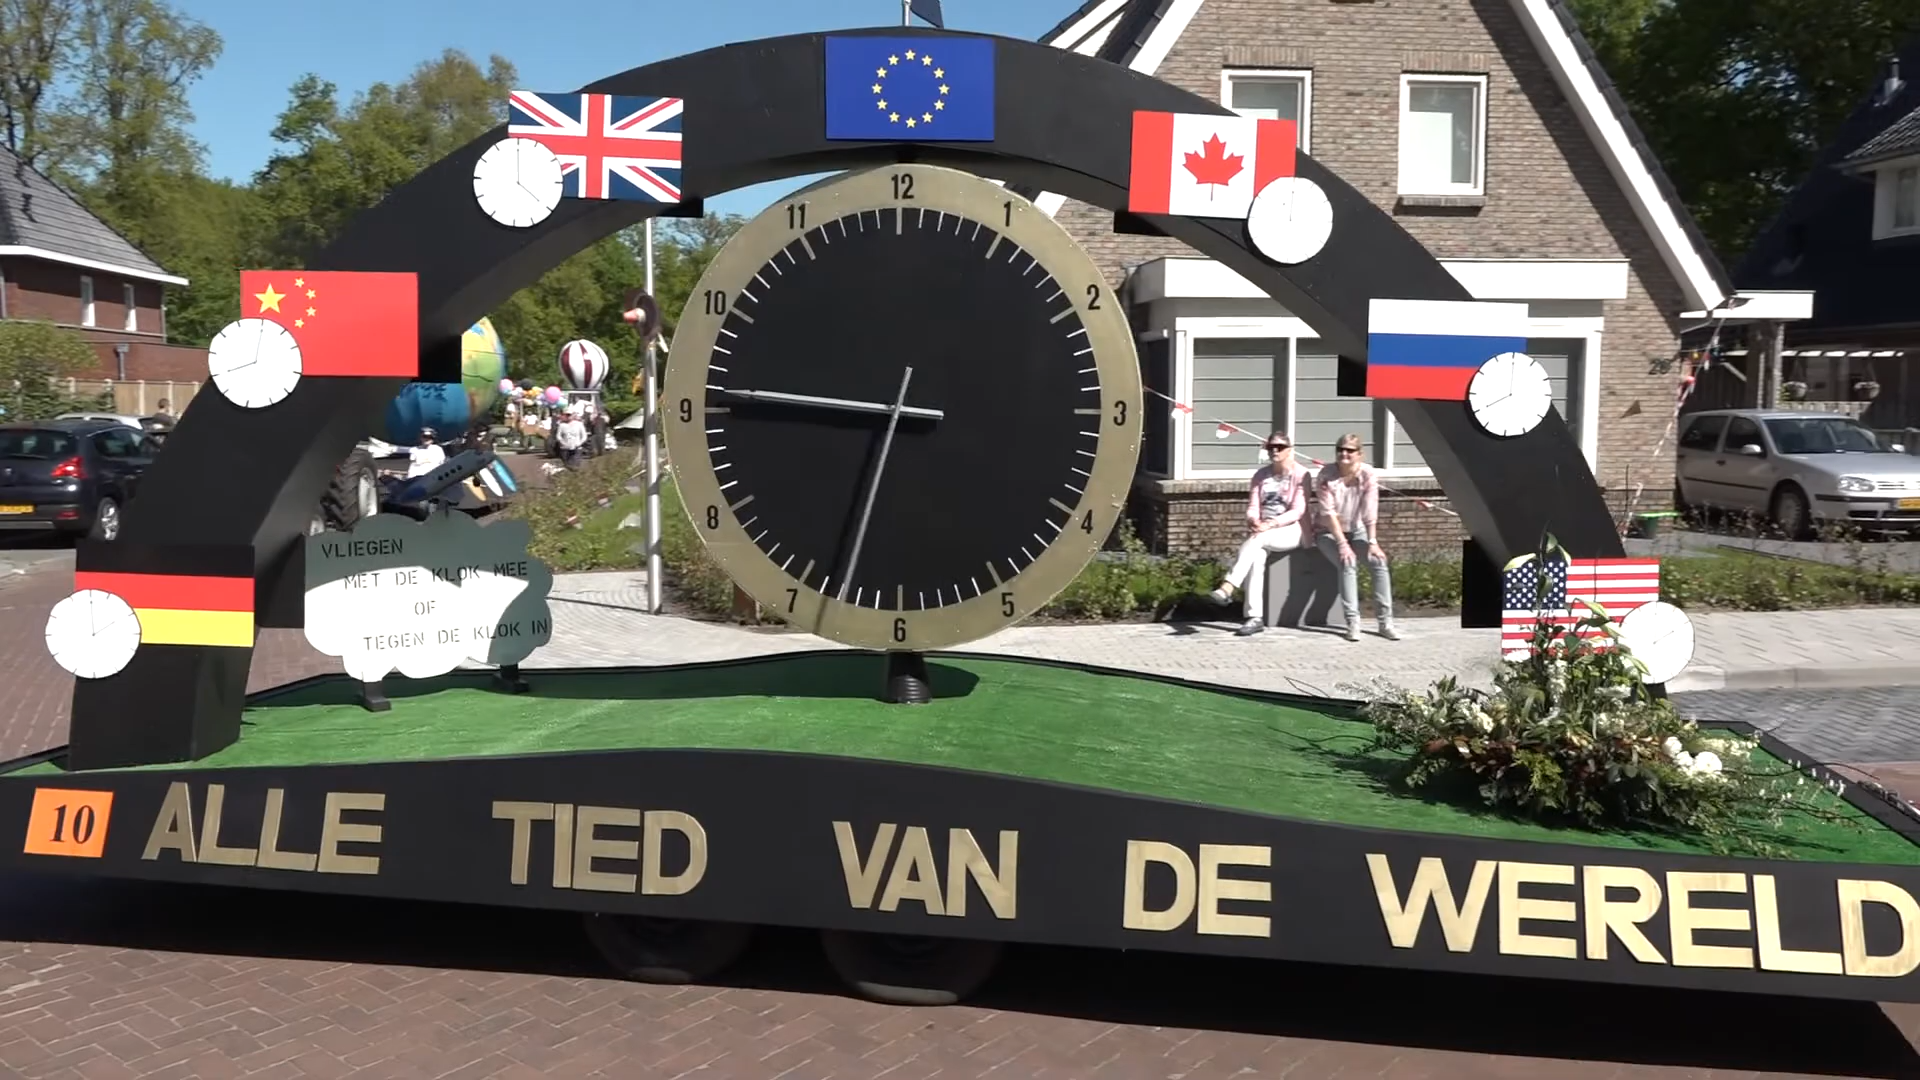 12
11
1
10
2
9
3
8
4
7
5
6
VLIEGEN
MET DE KLOK MEE
OF
TEGEN DE KLOK IN
10
ALLE TIED VAN DE WERELD